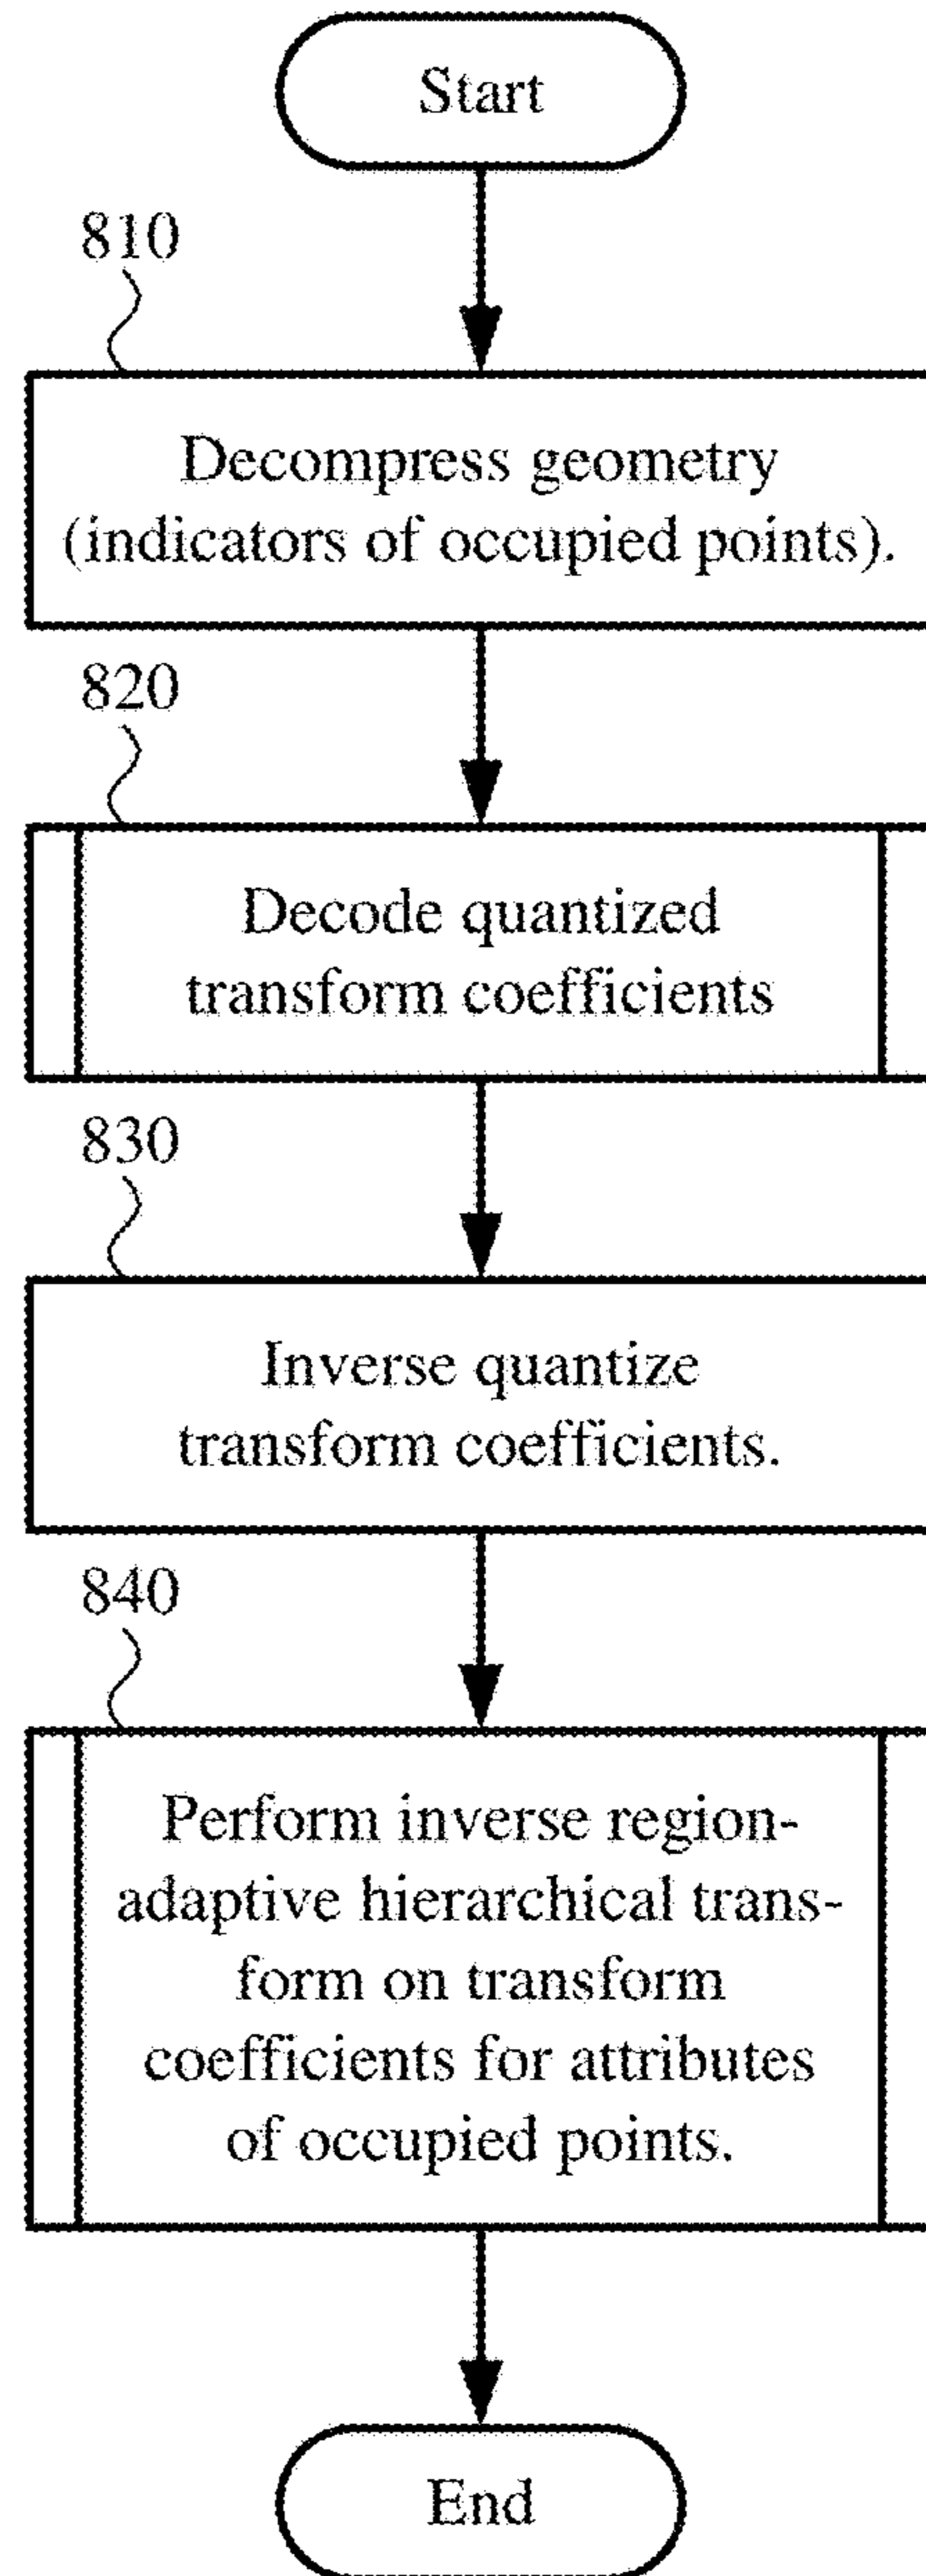 Start
810
Decompress geometry
(indicators of occupied points).
820
Decode quantized
transform coefficients
830
Inverse quantize
transform coefficients.
840
Perform inverse region-
adaptive hierarchical trans-
form on transform
coefficients for attributes
of occupied points.
End